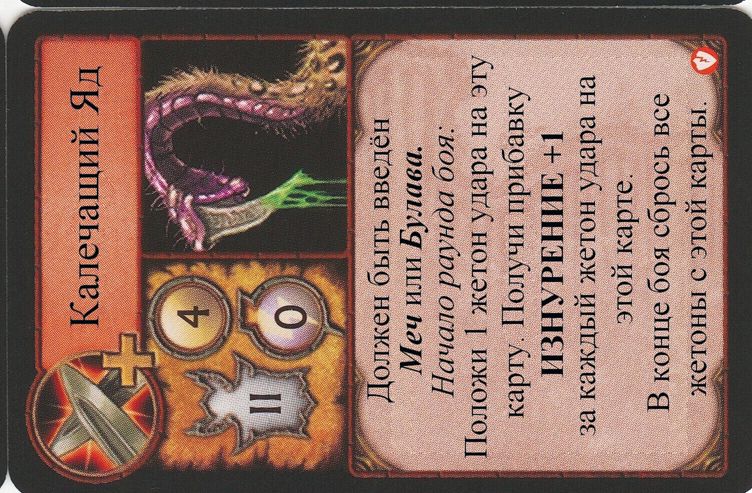 Калечащий Яд
4
II
0
Должен быть введён
Меч или Булава.
Начало раунда боя:
Положи 1 жетон удара на эту
карту. Получи прибавку
ИЗНУРЕНИЕ +1
за каждый жетон удара на
этой карте.
В конце боя сбрось все
жетоны с этой карты.